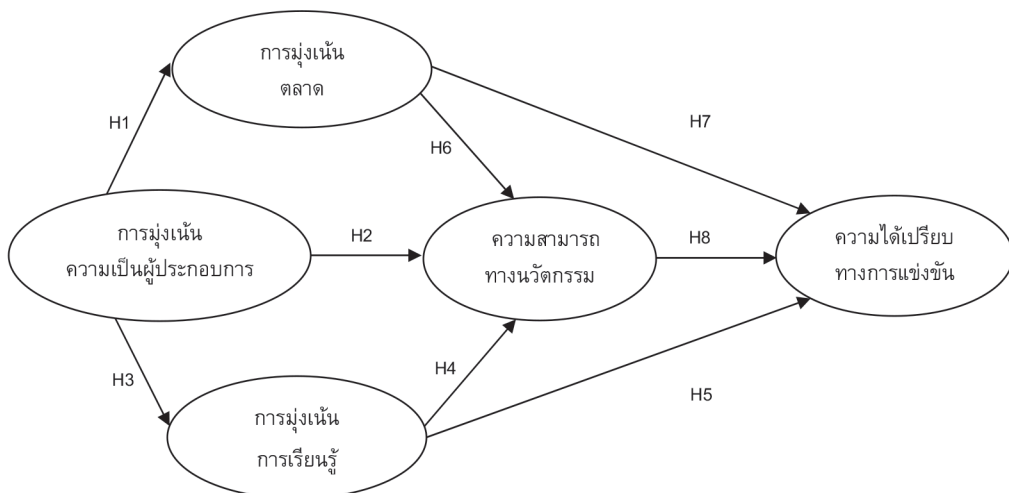 การมุ่งเน้น
ตลาด
H1
H7
H6
การมุ่งเน้น
ความเป็นผู้ประกอบการ
H2
ความสามารถ
ทางนวัตกรรม
H8
ความได้เปรียบ
ทางการแข่งขัน
H3
H4
H5
การมุ่งเน้น
การเรียนรู้